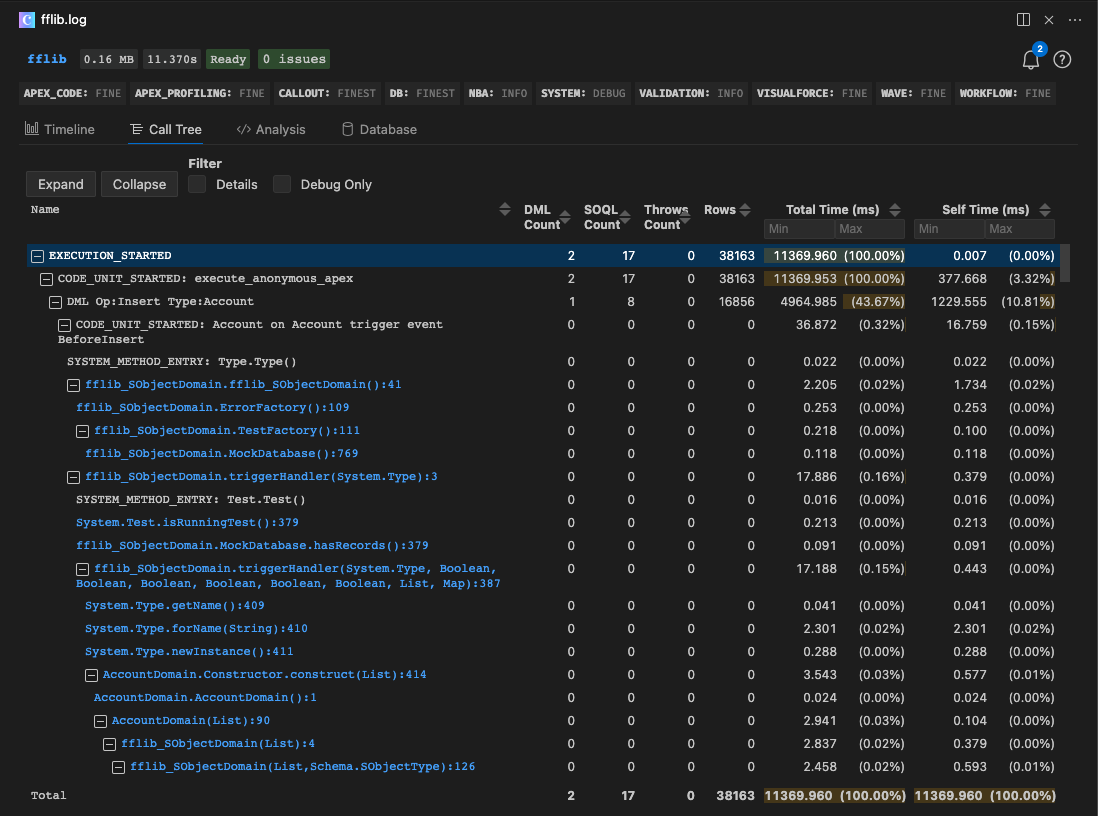 fflib.log
fflib 0.16 MB 11.370s Ready 0 issues 2 ?
APEX_CODE: FINE APEX_PROFILING: FINE CALLOUT: FINEST DB: FINEST NBA: INFO SYSTEM: DEBUG VALIDATION: INFO VISUALFORCE: FINE WAVE: FINE WORKFLOW: FINE
Timeline Call Tree Analysis Database
Filter
Expand Collapse Details Debug Only
Name DML Count SOQL Count Throws Count Rows Total Time (ms) Self Time (ms)
Min Max Min Max
EXECUTION_STARTED 2 17 0 38163 11369.960 (100.00%) 0.007 (0.00%)
CODE_UNIT_STARTED: execute_anonymous_apex 2 17 0 38163 11369.953 (100.00%) 377.668 (3.32%)
DML Op:Insert Type:Account 1 8 0 16856 4964.985 (43.67%) 1229.555 (10.81%)
CODE_UNIT_STARTED: Account on Account trigger event 0 0 0 0 36.872 (0.32%) 16.759 (0.15%)
BeforeInsert
SYSTEM_METHOD_ENTRY: Type.Type() 0 0 0 0 0.022 (0.00%) 0.022 (0.00%)
fflib_SObjectDomain.fflib_SObjectDomain():41 0 0 0 0 2.205 (0.02%) 1.734 (0.02%)
fflib_SObjectDomain.ErrorFactory():109 0 0 0 0 0.253 (0.00%) 0.253 (0.00%)
fflib_SObjectDomain.TestFactory():111 0 0 0 0 0.218 (0.00%) 0.100 (0.00%)
fflib_SObjectDomain.MockDatabase():769 0 0 0 0 0.118 (0.00%) 0.118 (0.00%)
fflib_SObjectDomain.triggerHandler(System.Type):3 0 0 0 0 17.886 (0.16%) 0.379 (0.00%)
SYSTEM_METHOD_ENTRY: Test.Test() 0 0 0 0 0.016 (0.00%) 0.016 (0.00%)
System.Test.isRunningTest():379 0 0 0 0 0.213 (0.00%) 0.213 (0.00%)
fflib_SObjectDomain.MockDatabase.hasRecords():379 0 0 0 0 0.091 (0.00%) 0.091 (0.00%)
fflib_SObjectDomain.triggerHandler(System.Type, Boolean, 0 0 0 0 17.188 (0.15%) 0.443 (0.00%)
Boolean, Boolean, Boolean, Boolean, Boolean, List, Map):387
System.Type.getName():409 0 0 0 0 0.041 (0.00%) 0.041 (0.00%)
System.Type.forName(String):410 0 0 0 0 2.301 (0.02%) 2.301 (0.02%)
System.Type.newInstance():411 0 0 0 0 0.288 (0.00%) 0.288 (0.00%)
AccountDomain.Constructor.construct(List):414 0 0 0 0 3.543 (0.03%) 0.577 (0.01%)
AccountDomain.AccountDomain():1 0 0 0 0 0.024 (0.00%) 0.024 (0.00%)
AccountDomain(List):90 0 0 0 0 2.941 (0.03%) 0.104 (0.00%)
fflib_SObjectDomain(List):4 0 0 0 0 2.837 (0.02%) 0.379 (0.00%)
fflib_SObjectDomain(List,Schema.SObjectType):126 0 0 0 0 2.458 (0.02%) 0.593 (0.01%)
Total 2 17 0 38163 11369.960 (100.00%) 11369.960 (100.00%)